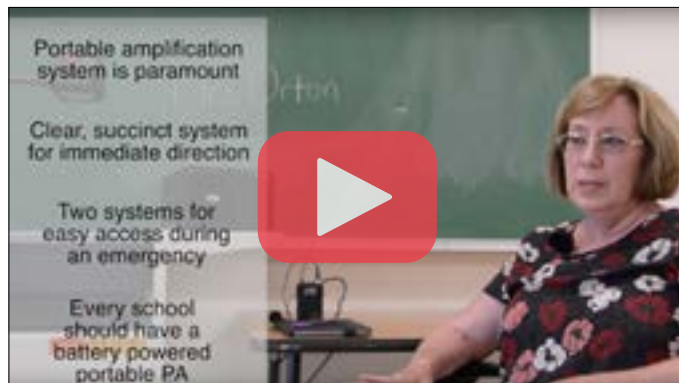 Portable amplification
system is paramount
Orton
Clear, succinct system
for immediate direction
Two systems for
easy access during
an emergency
Every school
should have a
battery powered
portable PA